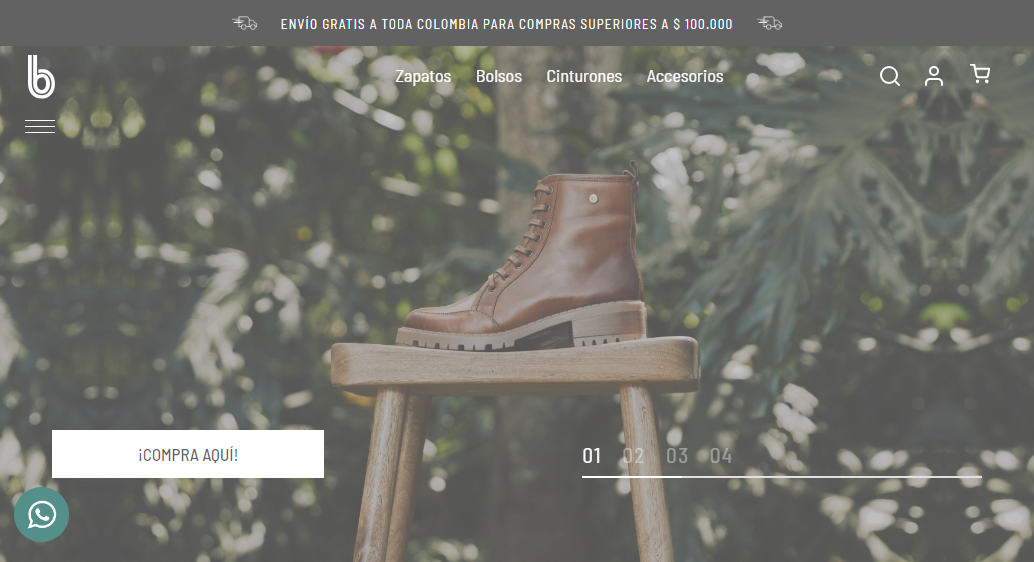 ENVÍO GRATIS A TODA COLOMBIA PARA COMPRAS SUPERIORES A $ 100.000
b
Zapatos Bolsos Cinturones Accesorios
¡COMPRA AQUÍ!
01 02 03 04